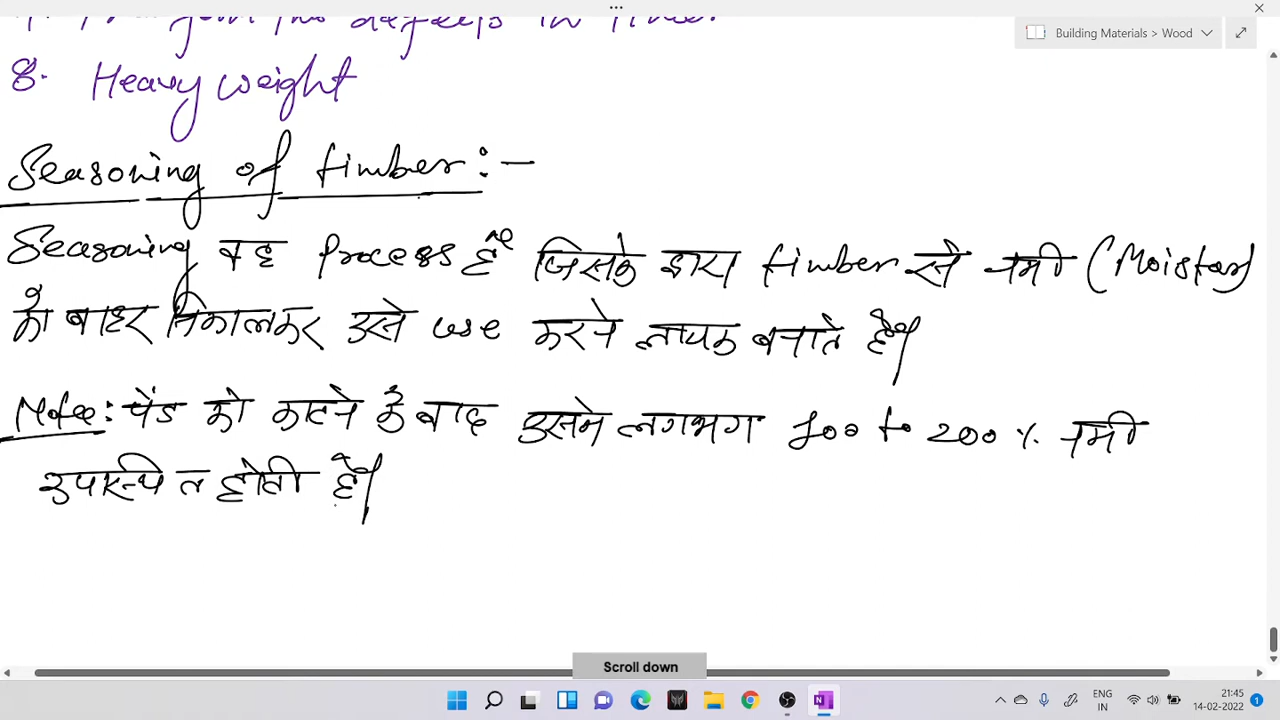 Building Materials > Wood
8. Heavy weight
Seasoning of timber:-
Seasoning वह Process है जिसके द्वारा timber से नमी (Moistar)
को बाहर निकालकर उसे use करने लायक बनाते है।
Note: पेंड को काटने के बाद उसमे लगभग 100 to 200 % नमी
उपस्थित होती है।
Scroll down
ENG
IN
21:45
14-02-2022
1